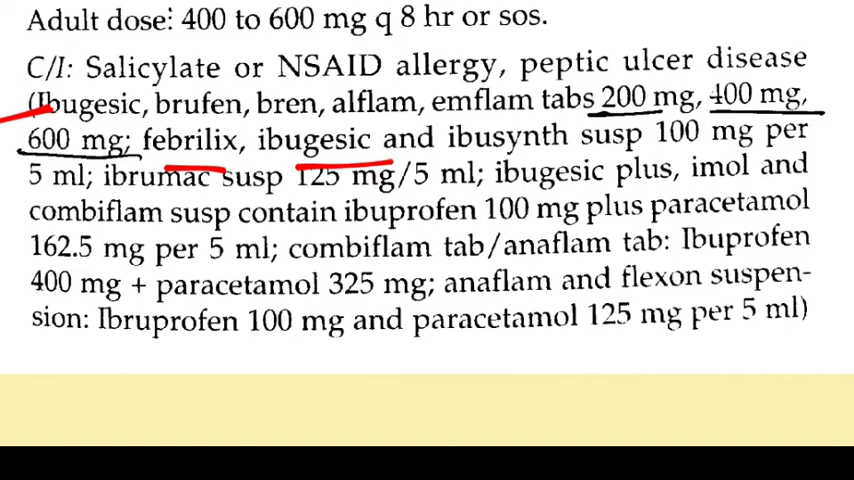 Adult dose: 400 to 600 mg q 8 hr or sos.
C/I: Salicylate or NSAID allergy, peptic ulcer disease
(Ibugesic, brufen, bren, alflam, emflam tabs 200 mg, 400 mg,
600 mg; febrilix, ibugesic and ibusynth susp 100 mg per
5 ml; ibrumac susp 125 mg/5 ml; ibugesic plus, imol and
combiflam susp contain ibuprofen 100 mg plus paracetamol
162.5 mg per 5 ml; combiflam tab/anaflam tab: Ibuprofen
400 mg + paracetamol 325 mg; anaflam and flexon suspen-
sion: Ibruprofen 100 mg and paracetamol 125 mg per 5 ml)